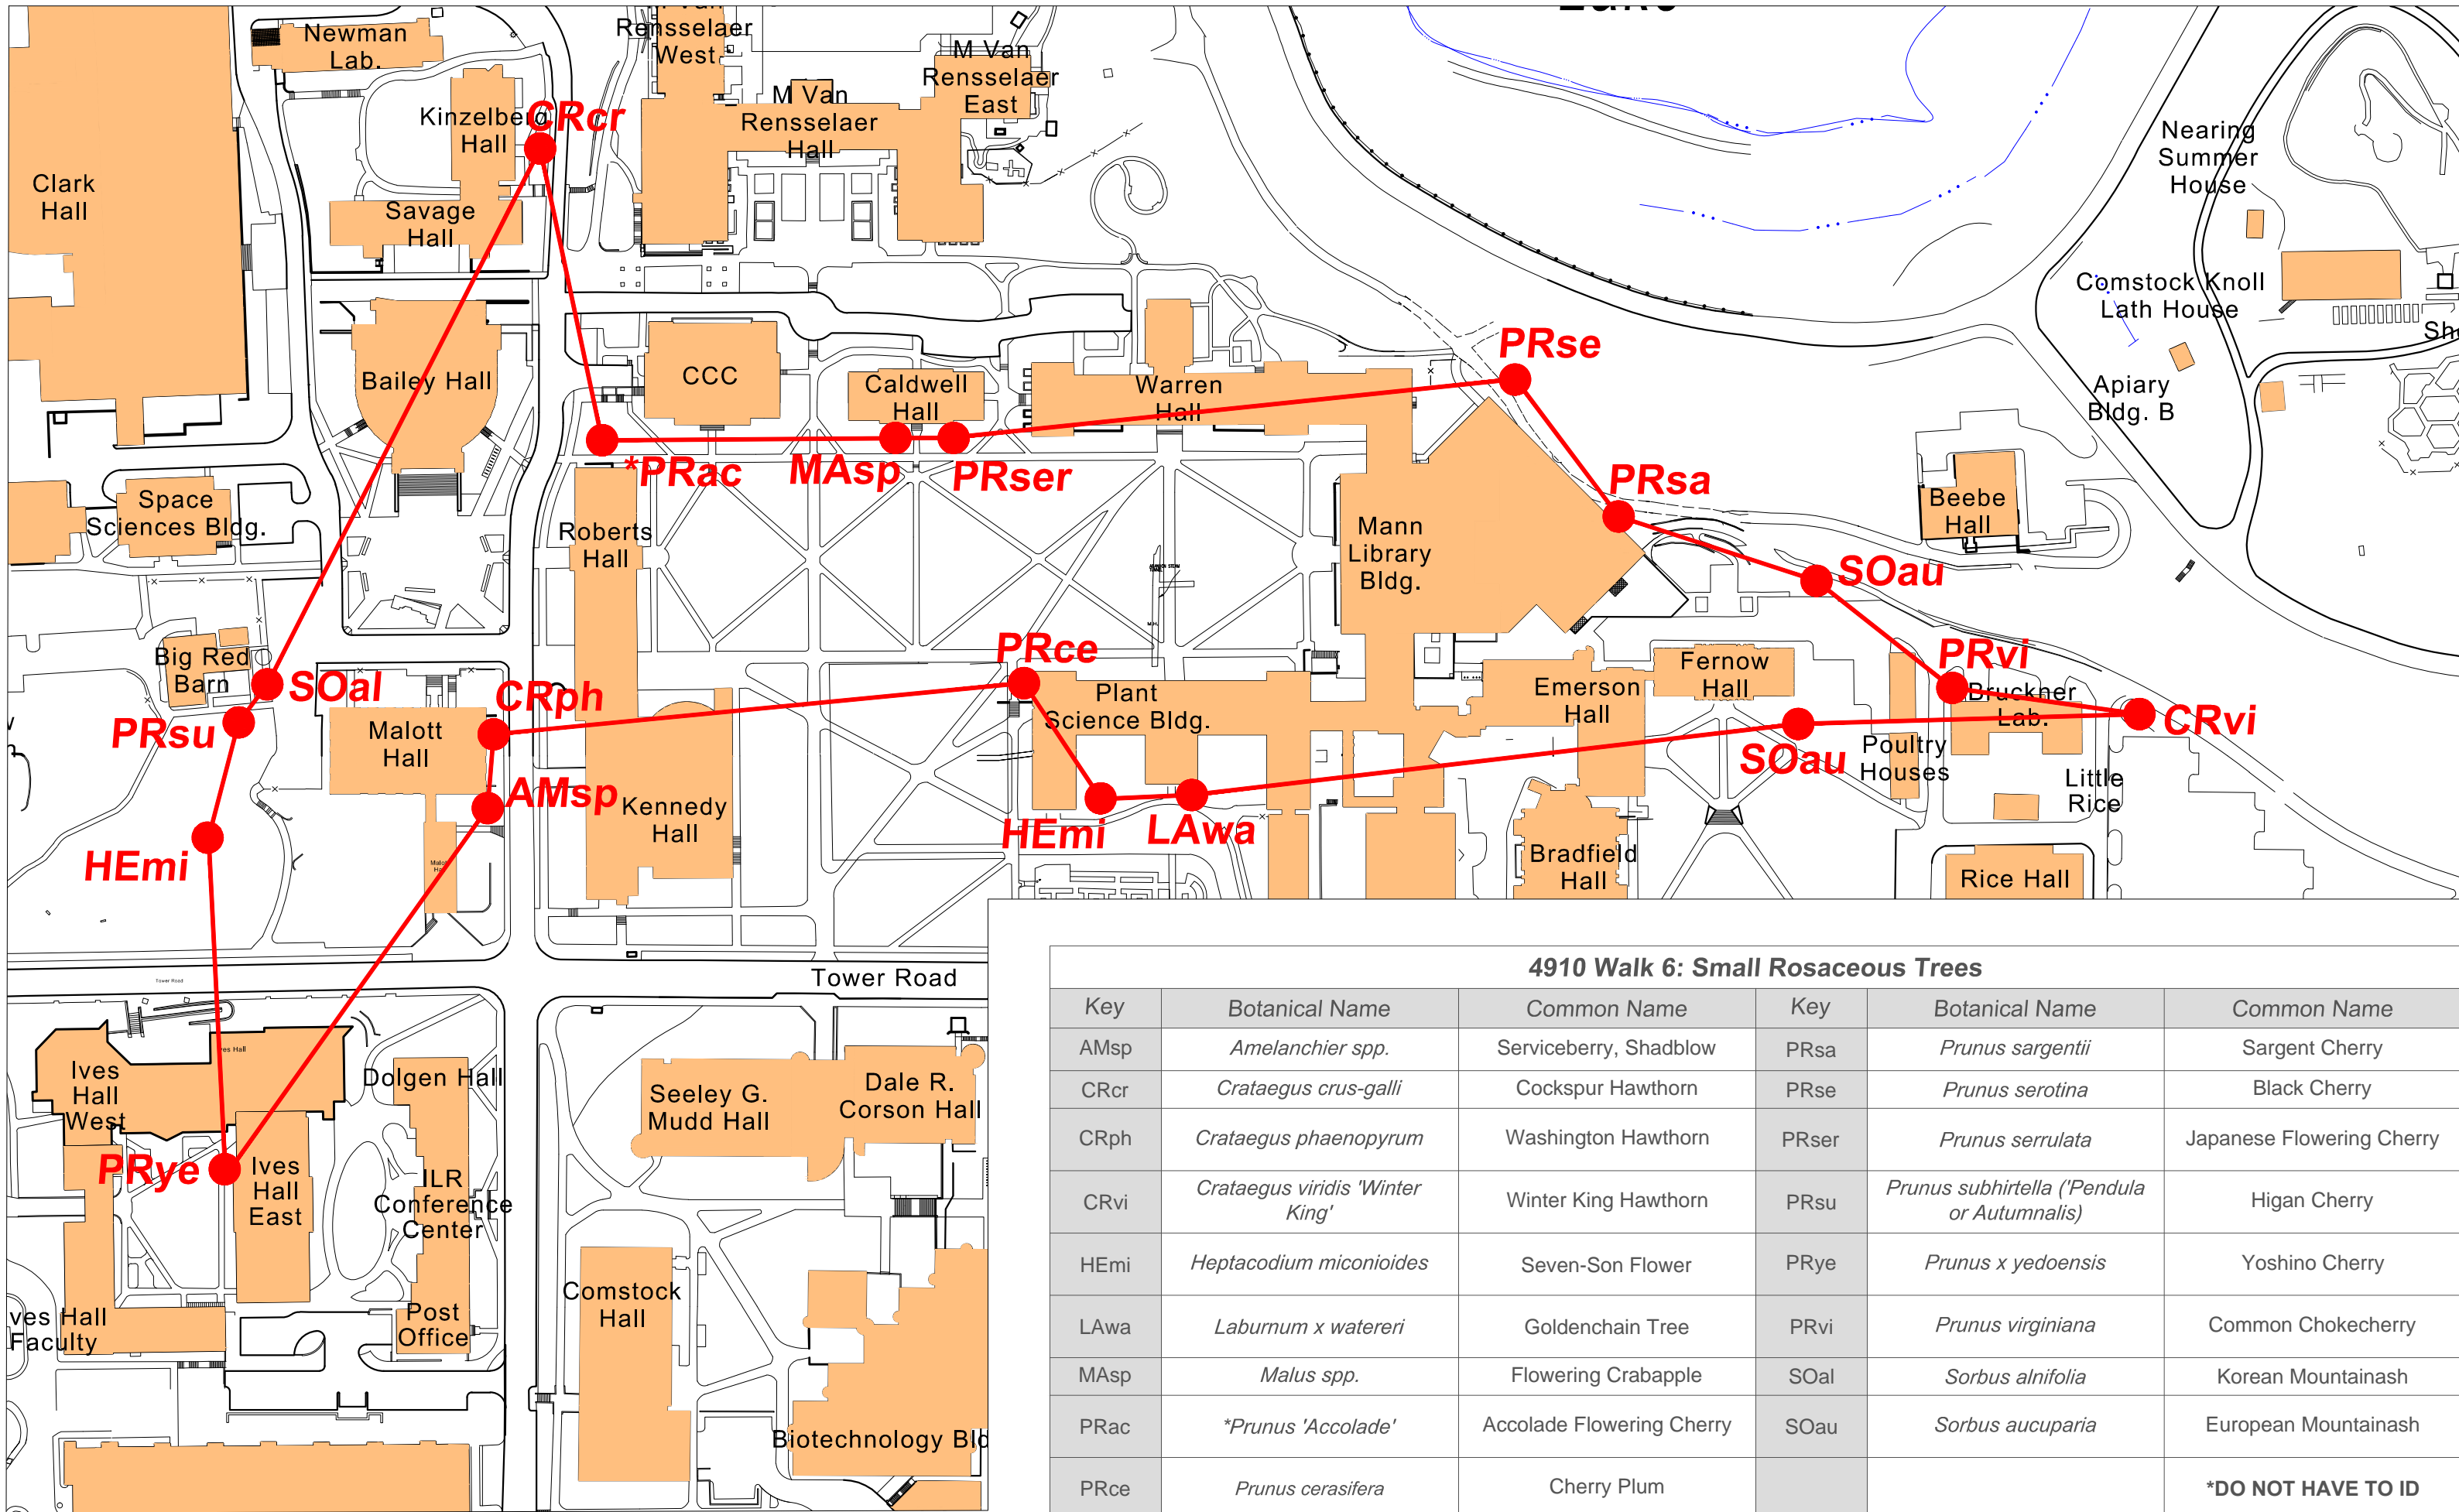 Newman
Lab.
Rensselaer
West
M Van
Rensselaer
East
M Van
Rensselaer
Hall
Kinzelberg
Hall
CRcr
Clark
Hall
Savage
Hall
Nearing
Summer
House
Comstock Knoll
Lath House
Apiary
Bldg. B
Bailey Hall
CCC
Caldwell
Hall
Warren
Hall
PRse
*PRac
MAsp
PRser
PRsa
Space
Sciences Bldg.
Roberts
Hall
Mann
Library
Bldg.
Beebe
Hall
SOau
Big Red
Barn
SOal
PRsu
CRph
Malott
Hall
AMsp
PRce
Plant
Science Bldg.
Emerson
Hall
Fernow
Hall
PRvi
Bruckner
Lab.
CRvi
SOau
Poultry
Houses
Little
Rice
HEmi
Kennedy
Hall
HEmi
LAwa
Bradfield
Hall
Rice Hall
Tower Road
Tower Road
Ives
Hall
West
Dolgen Hall
Seeley G.
Mudd Hall
Dale R.
Corson Hall
PRye
Ives
Hall
East
ILR
Conference
Center
Comstock
Hall
Post
Office
ves Hall
Faculty
Biotechnology Bld
4910 Walk 6: Small Rosaceous Trees
Key Botanical Name Common Name Key Botanical Name Common Name
AMsp Amelanchier spp. Serviceberry, Shadblow PRsa Prunus sargentii Sargent Cherry
CRcr Crataegus crus-galli Cockspur Hawthorn PRse Prunus serotina Black Cherry
CRph Crataegus phaenopyrum Washington Hawthorn PRser Prunus serrulata Japanese Flowering Cherry
CRvi Crataegus viridis 'Winter King' Winter King Hawthorn PRsu Prunus subhirtella ('Pendula or Autumnalis) Higan Cherry
HEmi Heptacodium miconioides Seven-Son Flower PRye Prunus x yedoensis Yoshino Cherry
LAwa Laburnum x watereri Goldenchain Tree PRvi Prunus virginiana Common Chokecherry
MAsp Malus spp. Flowering Crabapple SOal Sorbus alnifolia Korean Mountainash
PRac *Prunus 'Accolade' Accolade Flowering Cherry SOau Sorbus aucuparia European Mountainash
PRce Prunus cerasifera Cherry Plum *DO NOT HAVE TO ID